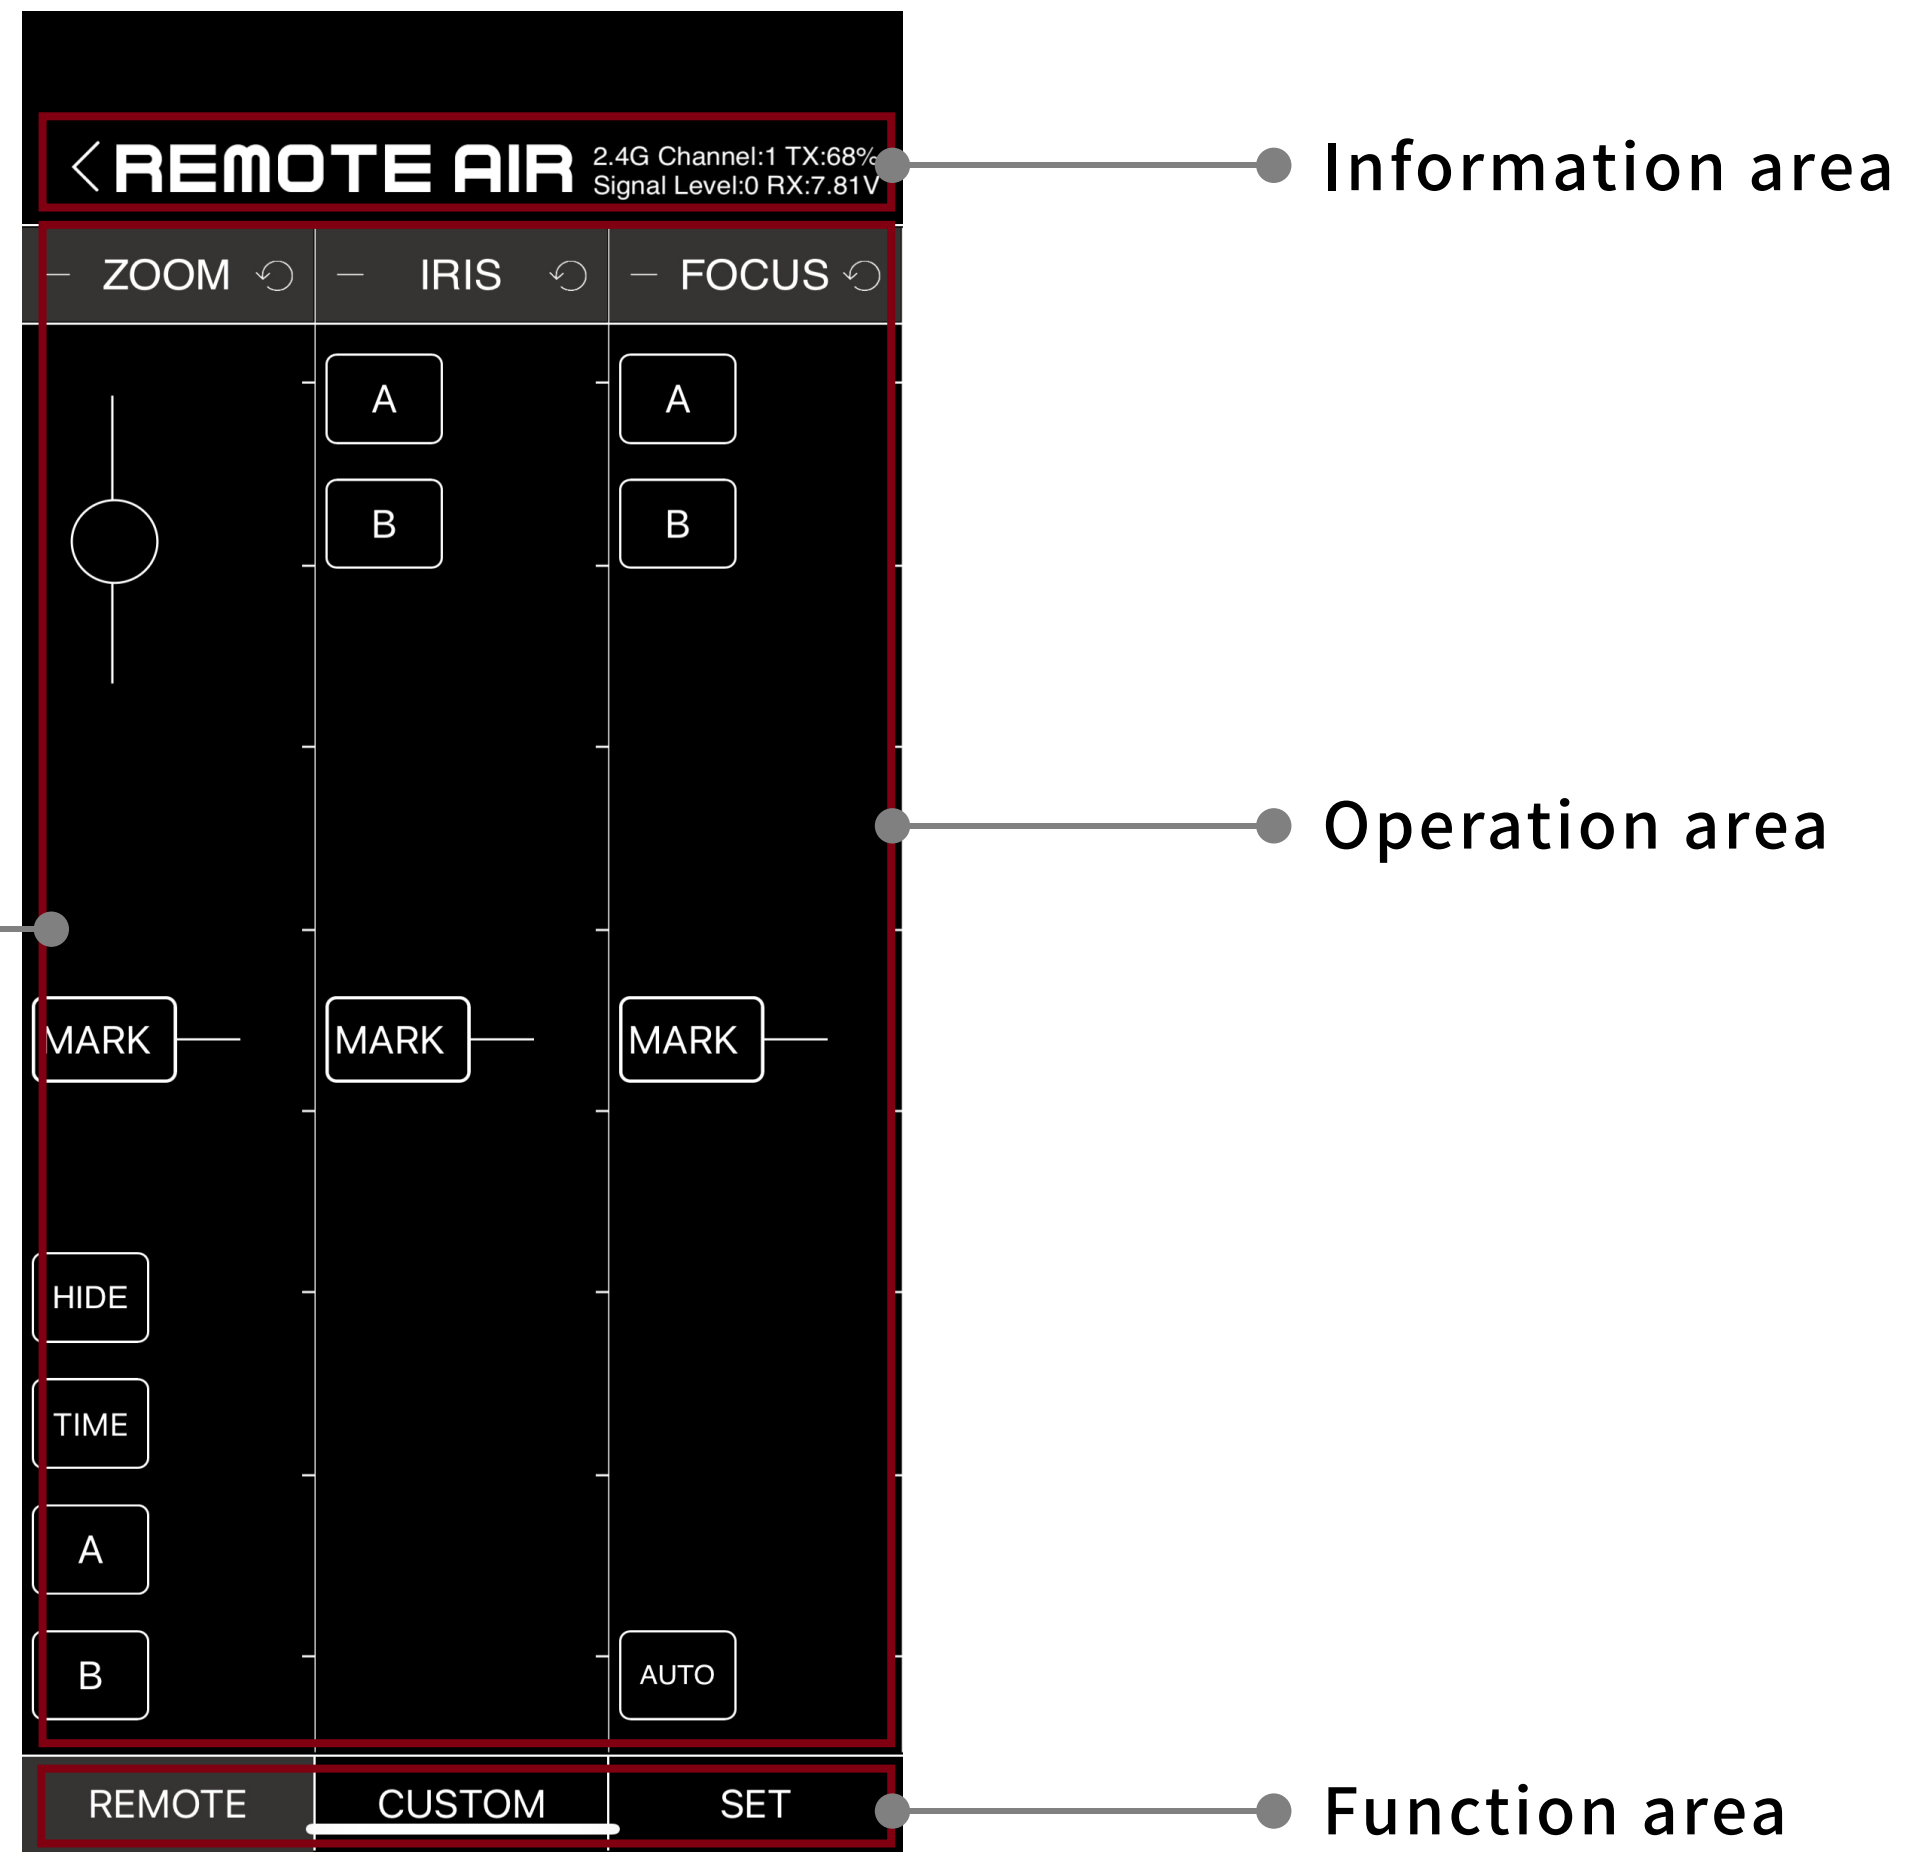 REMOTE AIR
2.4G Channel:1 TX:68%
Signal Level:0 RX:7.81V
Information area
ZOOM
IRIS
FOCUS
A
A
B
B
Operation area
MARK
MARK
MARK
HIDE
TIME
A
B
AUTO
REMOTE
CUSTOM
SET
Function area